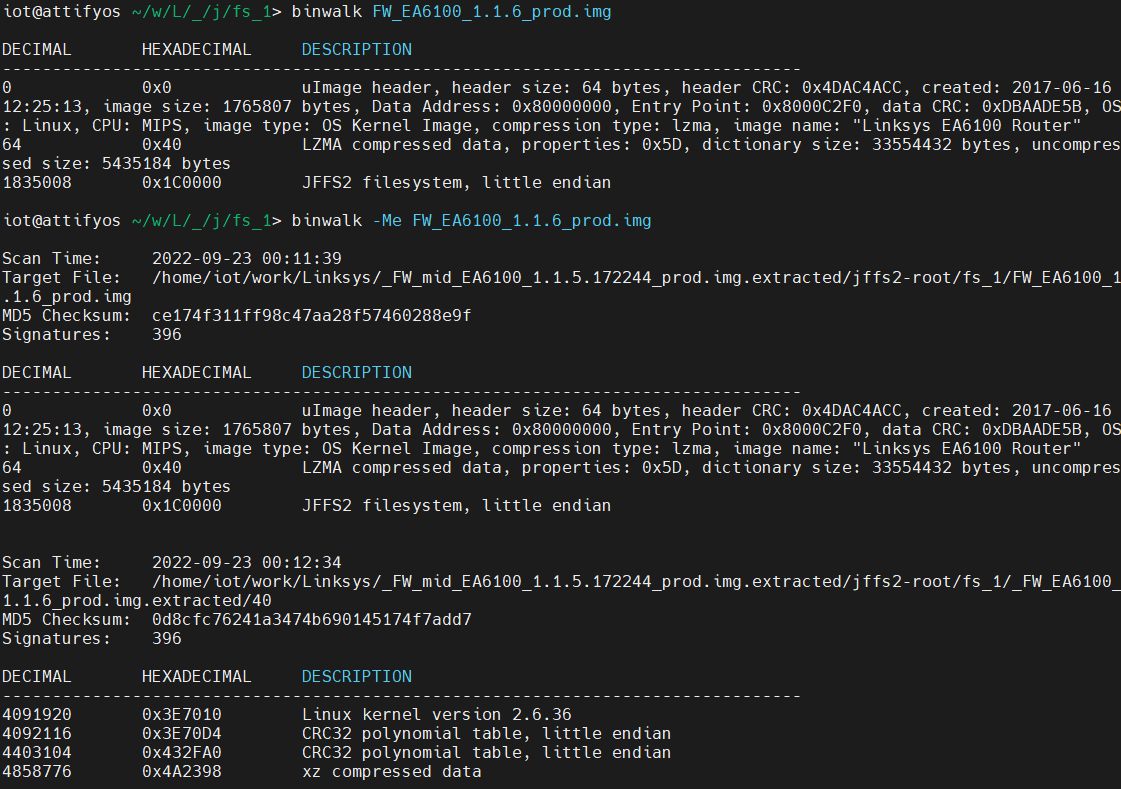 iot@attifyos ~/w/L/_/j/fs_1> binwalk FW_EA6100_1.1.6_prod.img
DECIMAL       HEXADECIMAL     DESCRIPTION
--------------------------------------------------------------------------------
0             0x0             uImage header, header size: 64 bytes, header CRC: 0x4DAC4ACC, created: 2017-06-16
12:25:13, image size: 1765807 bytes, Data Address: 0x80000000, Entry Point: 0x8000C2F0, data CRC: 0xDBAADE5B, OS
: Linux, CPU: MIPS, image type: OS Kernel Image, compression type: lzma, image name: "Linksys EA6100 Router"
64            0x40            LZMA compressed data, properties: 0x5D, dictionary size: 33554432 bytes, uncompres
sed size: 5435184 bytes
1835008       0x1C0000        JFFS2 filesystem, little endian
iot@attifyos ~/w/L/_/j/fs_1> binwalk -Me FW_EA6100_1.1.6_prod.img
Scan Time:     2022-09-23 00:11:39
Target File:   /home/iot/work/Linksys/_FW_mid_EA6100_1.1.5.172244_prod.img.extracted/jffs2-root/fs_1/FW_EA6100_1
.1.6_prod.img
MD5 Checksum:  ce174f311ff98c47aa28f57460288e9f
Signatures:    396
DECIMAL       HEXADECIMAL     DESCRIPTION
--------------------------------------------------------------------------------
0             0x0             uImage header, header size: 64 bytes, header CRC: 0x4DAC4ACC, created: 2017-06-16
12:25:13, image size: 1765807 bytes, Data Address: 0x80000000, Entry Point: 0x8000C2F0, data CRC: 0xDBAADE5B, OS
: Linux, CPU: MIPS, image type: OS Kernel Image, compression type: lzma, image name: "Linksys EA6100 Router"
64            0x40            LZMA compressed data, properties: 0x5D, dictionary size: 33554432 bytes, uncompres
sed size: 5435184 bytes
1835008       0x1C0000        JFFS2 filesystem, little endian
Scan Time:     2022-09-23 00:12:34
Target File:   /home/iot/work/Linksys/_FW_mid_EA6100_1.1.5.172244_prod.img.extracted/jffs2-root/fs_1/_FW_EA6100_
1.1.6_prod.img.extracted/40
MD5 Checksum:  0d8cfc76241a3474b690145174f7add7
Signatures:    396
DECIMAL       HEXADECIMAL     DESCRIPTION
--------------------------------------------------------------------------------
4091920       0x3E7010        Linux kernel version 2.6.36
4092116       0x3E70D4        CRC32 polynomial table, little endian
4403104       0x432FA0        CRC32 polynomial table, little endian
4858776       0x4A2398        xz compressed data